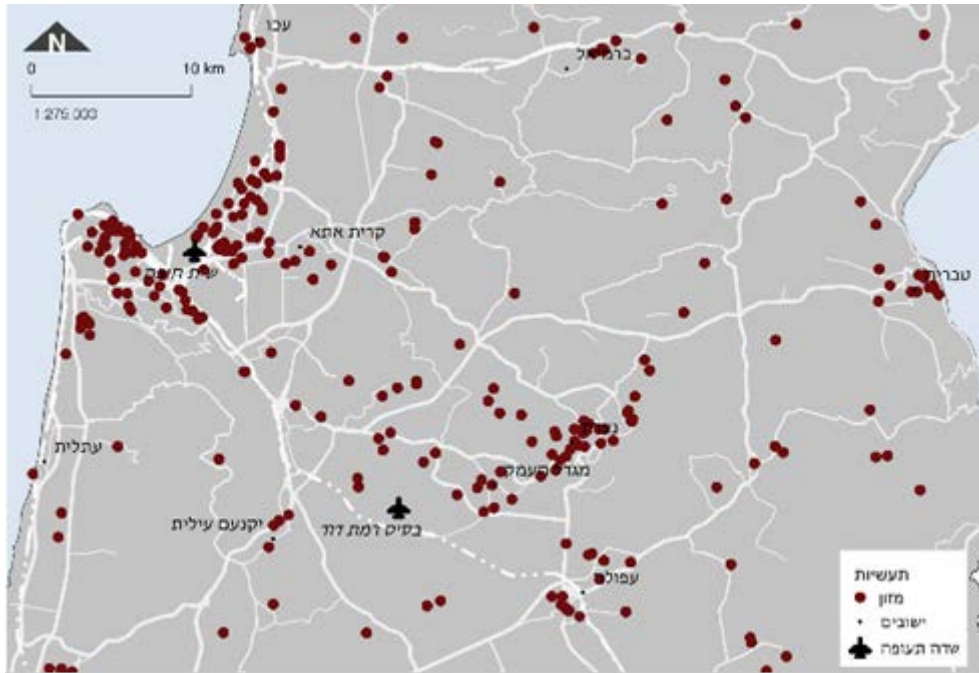 N
0 10 km
1:275,000
עכו
כרמיאל
קרית אתא
טבריה
עתלית
מגדל העמק
יקנעם עילית
בסיס רמת דוד
עפולה
תעשיות
מזון
ישובים
שדה תעופה